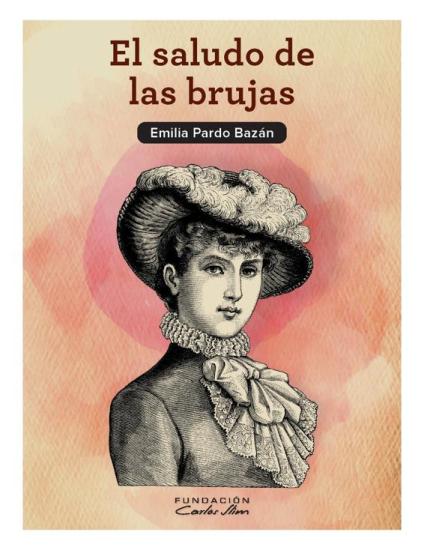 El saludo de
las brujas
Emilia Pardo Bazán
FUNDACIÓN
Carlos Slim